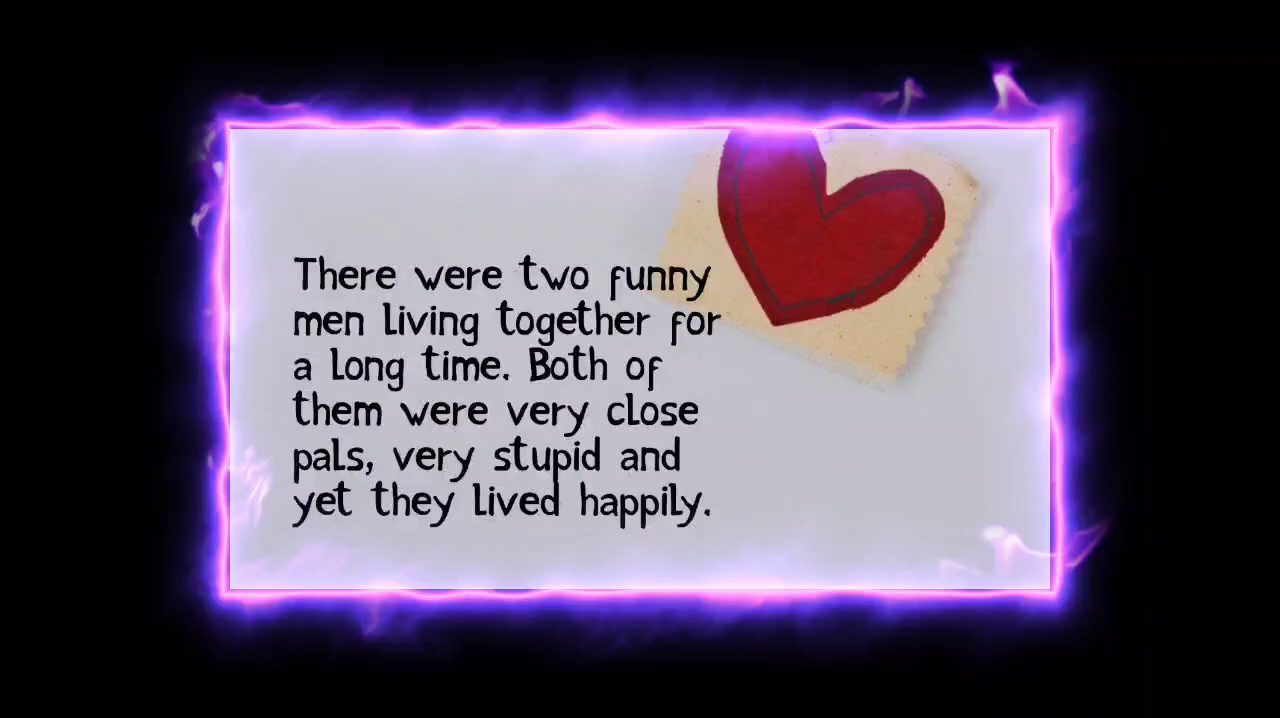 There were two funny
men living together for
a long time. Both of
them were very close
pals, very stupid and
yet they lived happily.